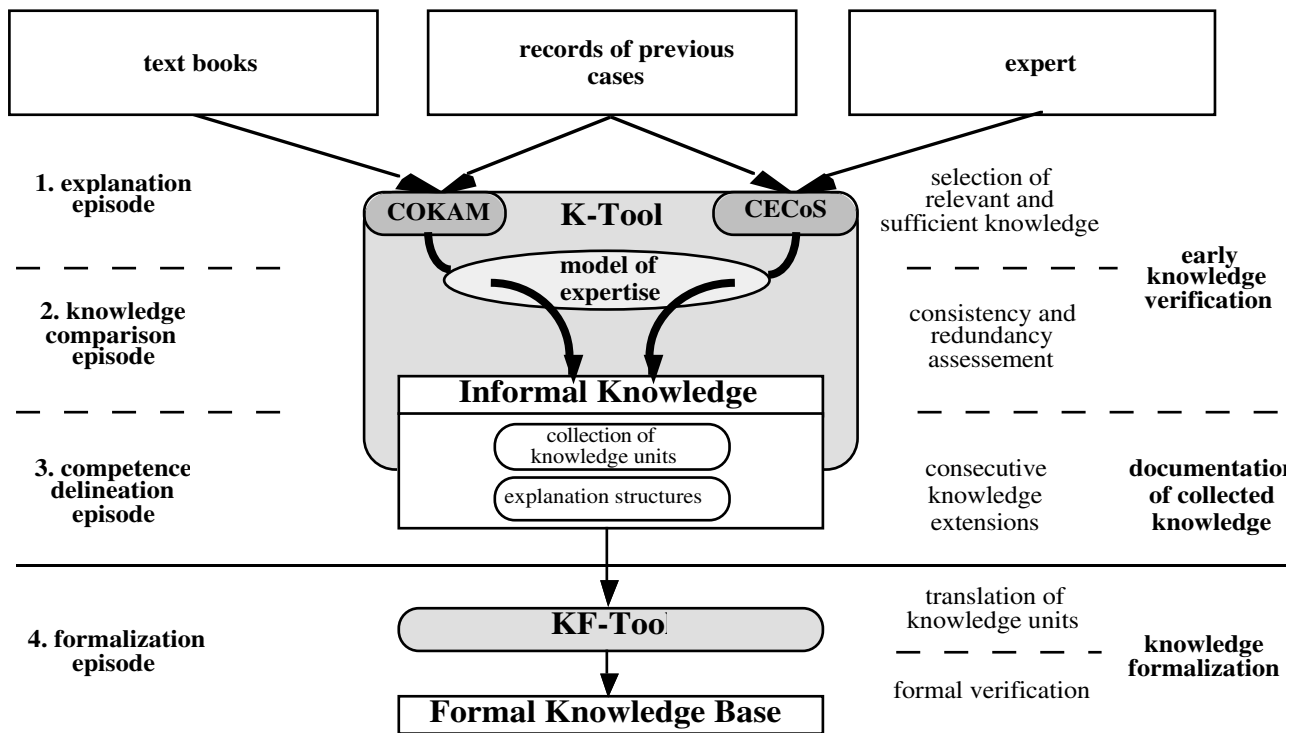 text books
records of previous
cases
expert
1. explanation
episode
COKAM
K-Tool
CECoS
selection of
relevant and
sufficient knowledge
model of
expertise
early
knowledge
verification
2. knowledge
comparison
episode
consistency and
redundancy
assessement
Informal Knowledge
collection of
knowledge units
explanation structures
3. competence
delineation
episode
consecutive
knowledge
extensions
documentation
of collected
knowledge
4. formalization
episode
KF-Tool
translation of
knowledge units
formal verification
knowledge
formalization
Formal Knowledge Base